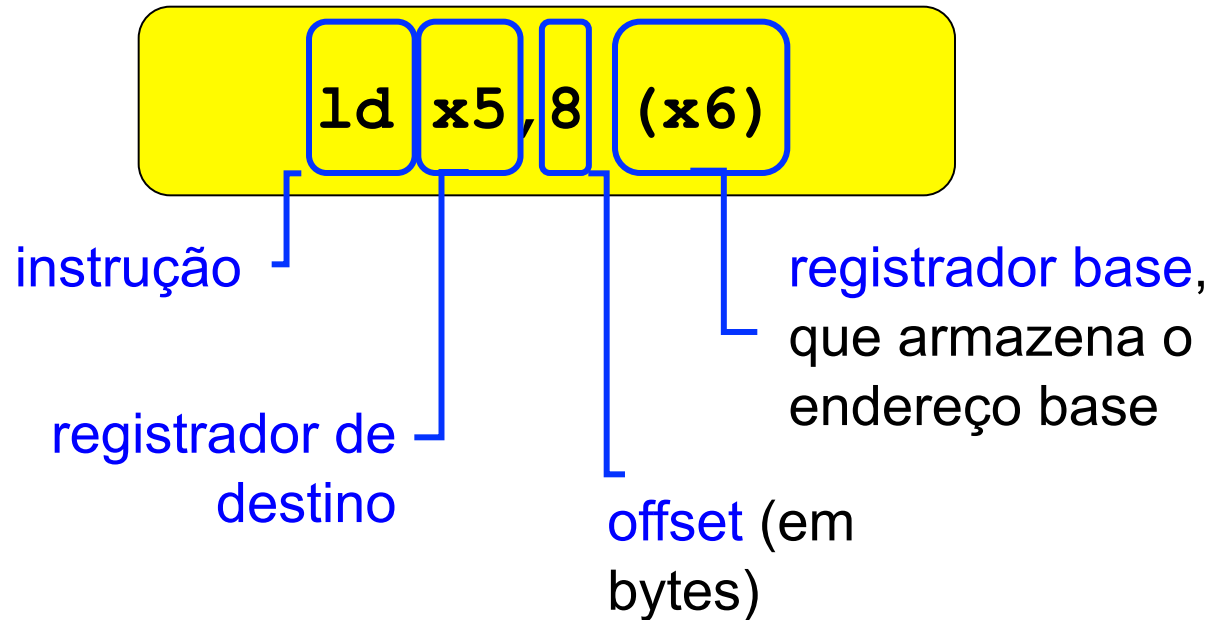 ld x5,8 (x6)
instrução
registrador base,
que armazena o
endereço base
registrador de
destino
offset (em
bytes)